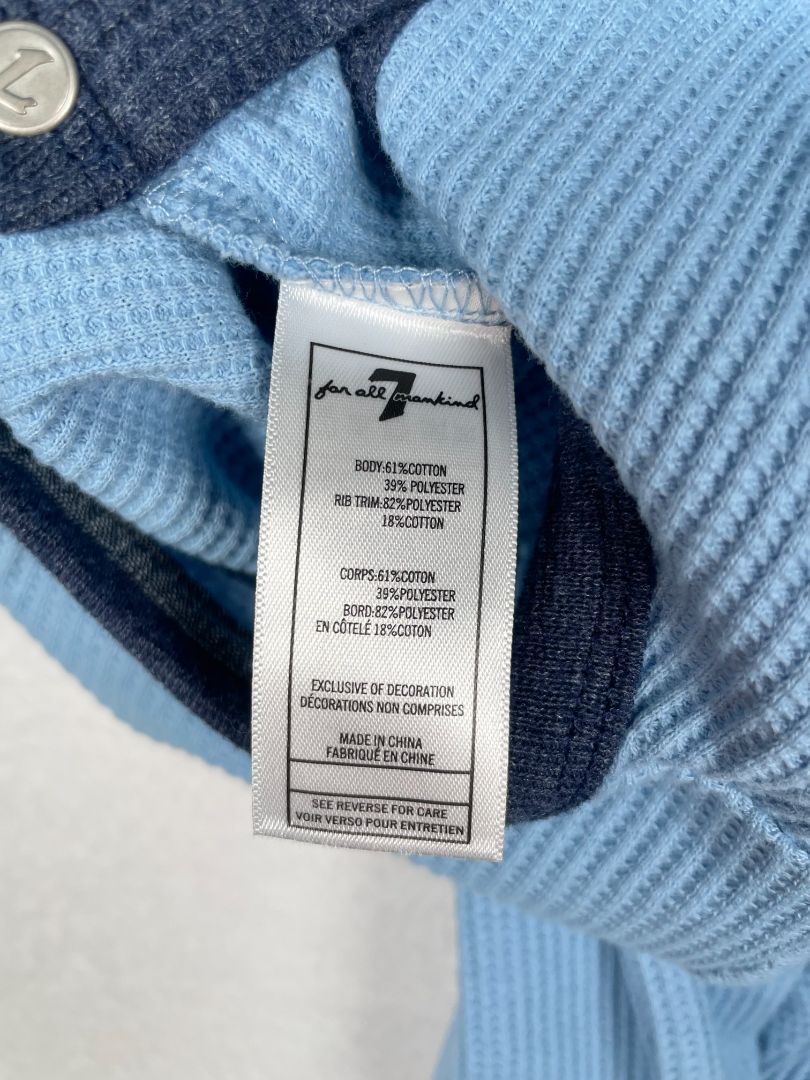 7
for all 7 mankind
BODY:61%COTTON
39% POLYESTER
RIB TRIM:82%POLYESTER
18%COTTON
CORPS:61%COTON
39%POLYESTER
BORD:82%POLYESTER
EN CÔTELÉ 18%COTON
EXCLUSIVE OF DECORATION
DÉCORATIONS NON COMPRISES
MADE IN CHINA
FABRIQUÉ EN CHINE
SEE REVERSE FOR CARE
VOIR VERSO POUR ENTRETIEN